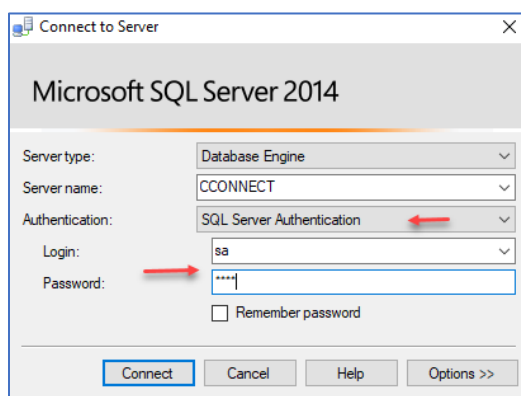 Connect to Server
Microsoft SQL Server 2014
Server type: Database Engine
Server name: CCONNECT
Authentication: SQL Server Authentication
Login: sa
Password: ****
Remember password
Connect Cancel Help Options >>